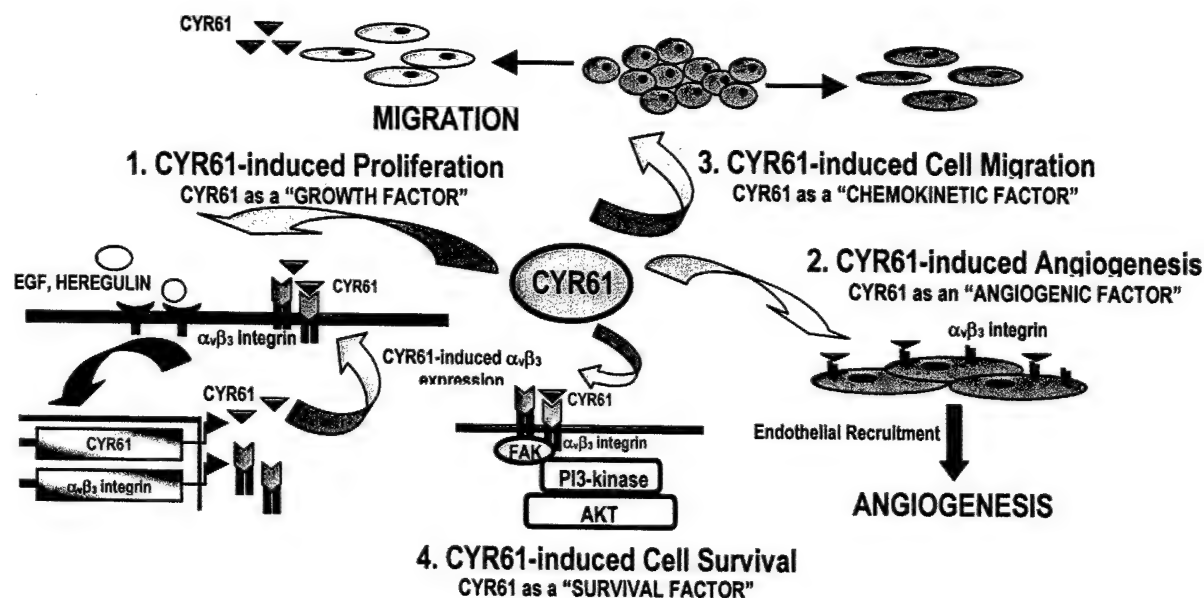 CYR61
MIGRATION
1. CYR61-induced Proliferation
CYR61 as a “GROWTH FACTOR”
3. CYR61-induced Cell Migration
CYR61 as a “CHEMOKINETIC FACTOR”
CYR61
2. CYR61-induced Angiogenesis
CYR61 as an “ANGIOGENIC FACTOR”
EGF, HEREGULIN
CYR61
αvβ3 integrin
αvβ3 integrin
CYR61-induced αvβ3
expression
CYR61
CYR61
CYR61
αvβ3 integrin
FAK
αvβ3 integrin
PI3-kinase
AKT
Endothelial Recruitment
ANGIOGENESIS
4. CYR61-induced Cell Survival
CYR61 as a “SURVIVAL FACTOR”